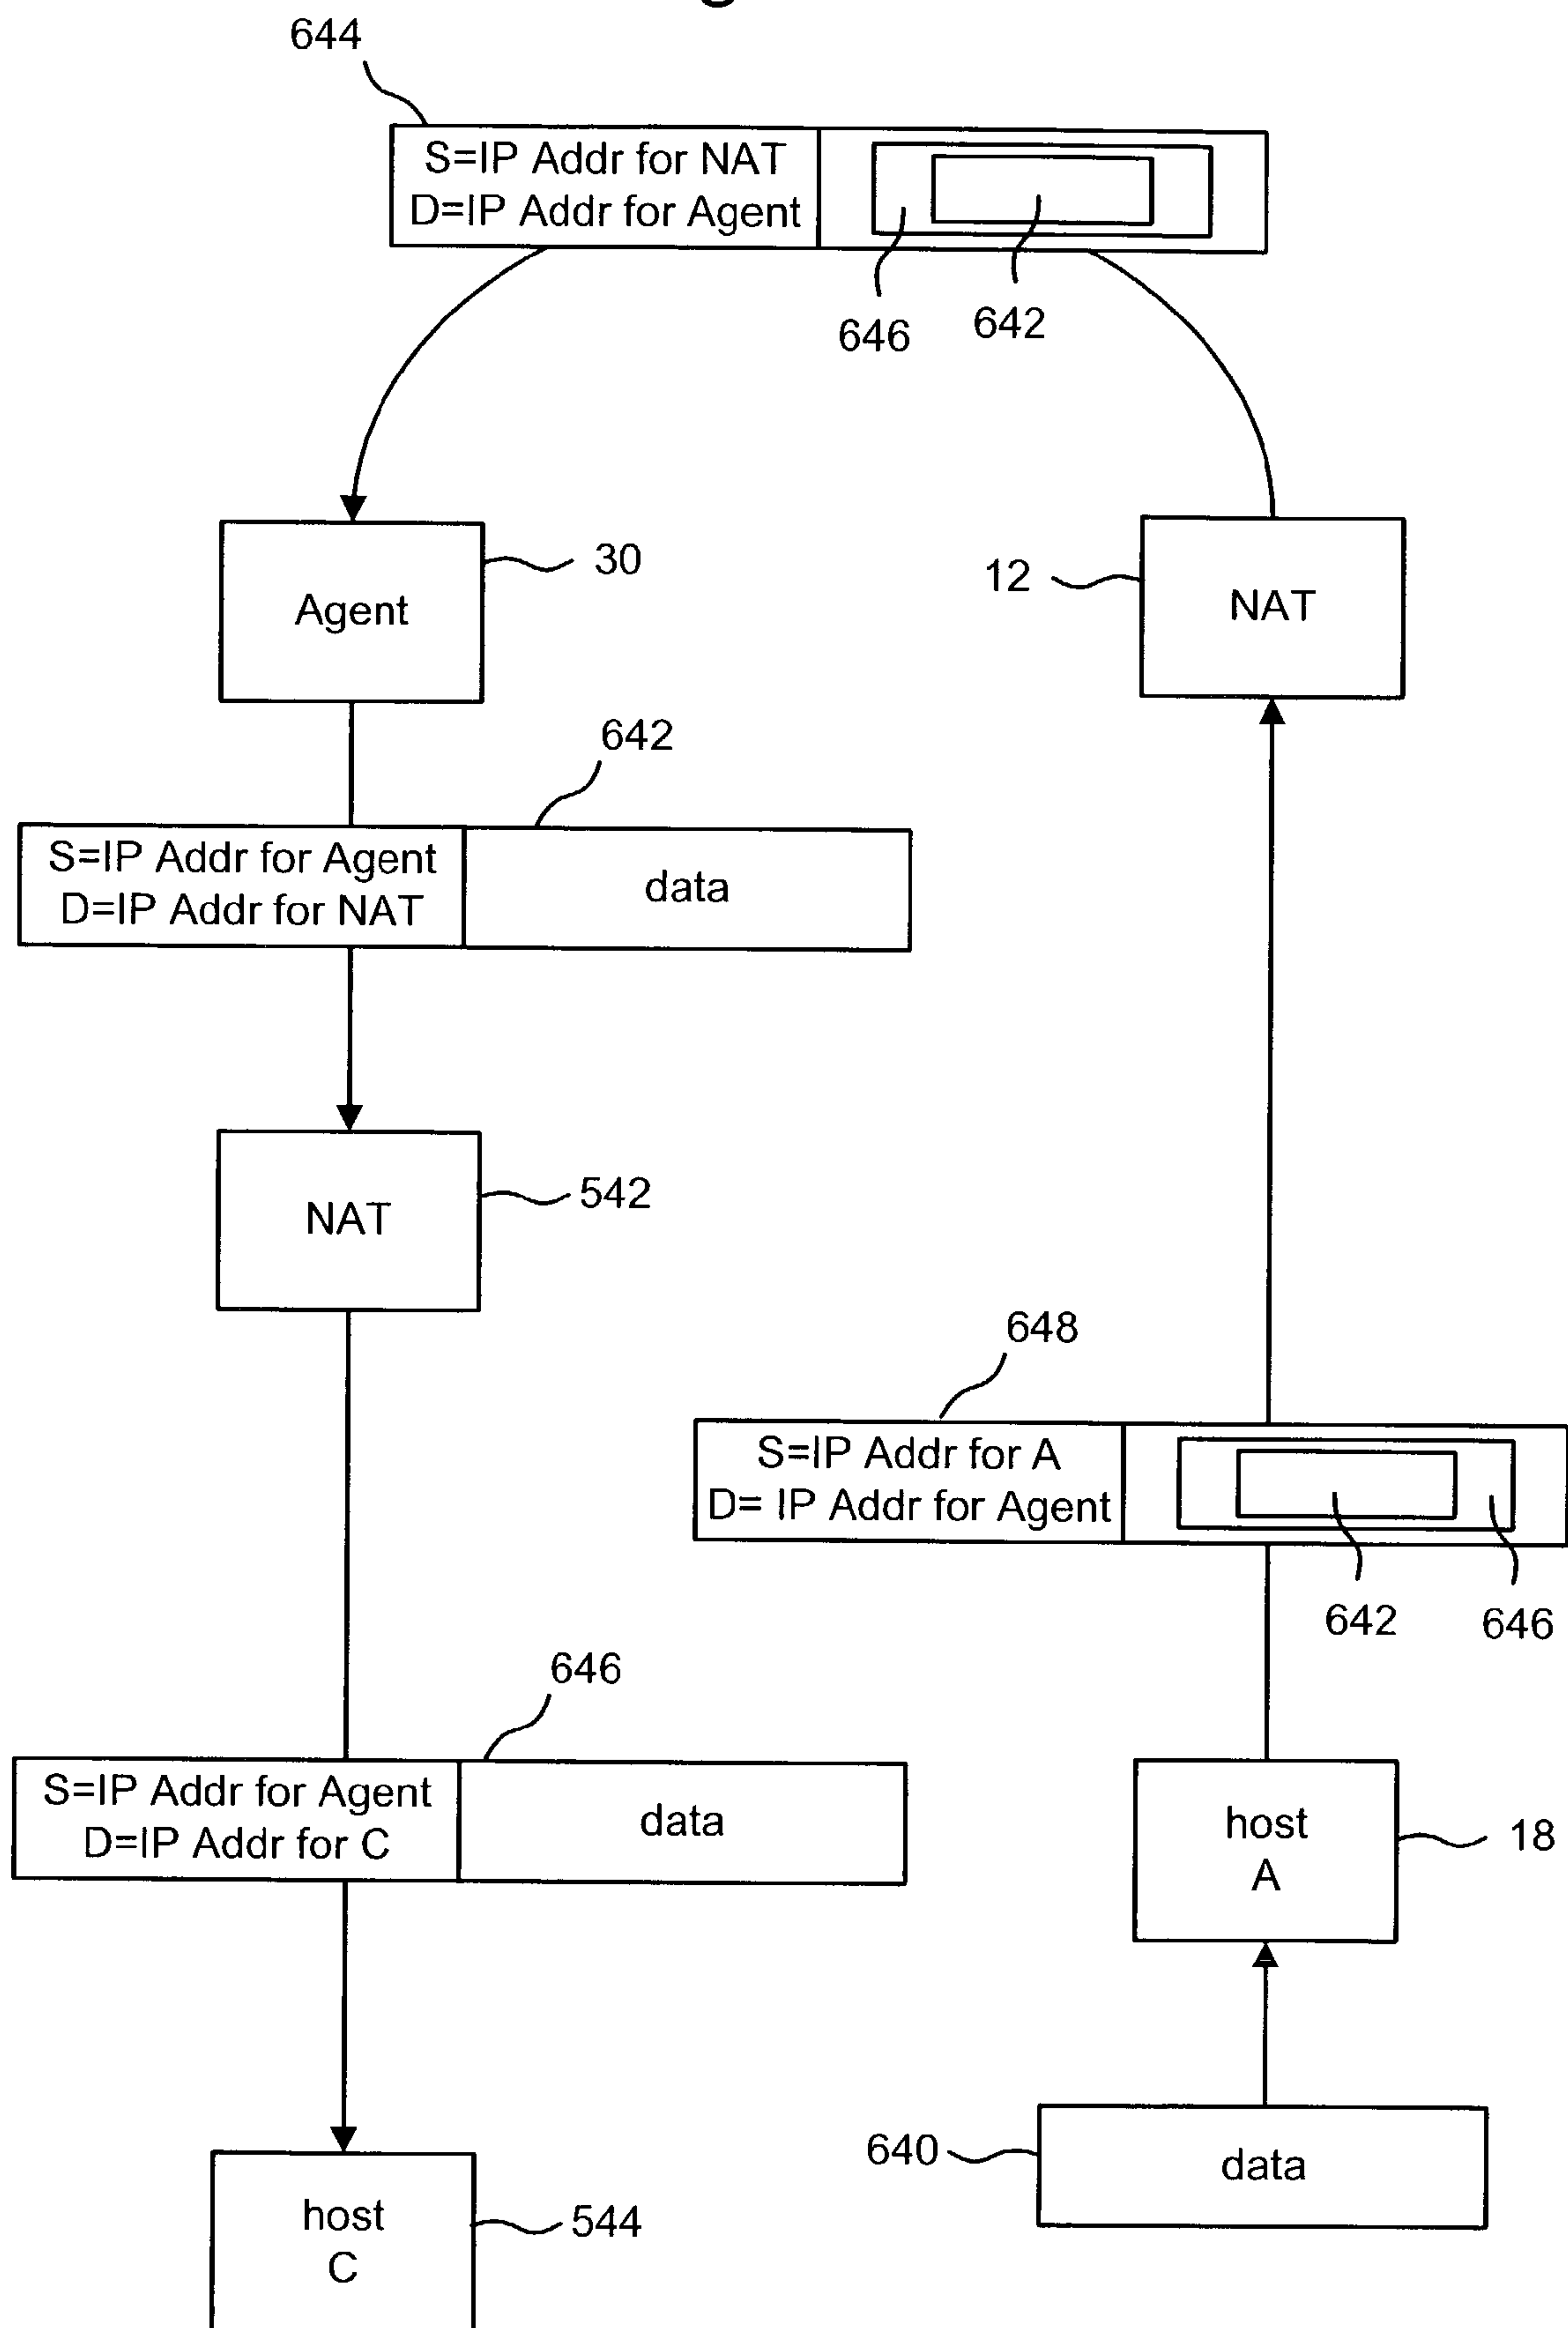 644
S=IP Addr for NAT
D=IP Addr for Agent
646
642
Agent
30
12
NAT
642
S=IP Addr for Agent
D=IP Addr for NAT
data
NAT
542
648
S=IP Addr for A
D= IP Addr for Agent
642
646
646
S=IP Addr for Agent
D=IP Addr for C
data
host
A
18
640
data
host
C
544